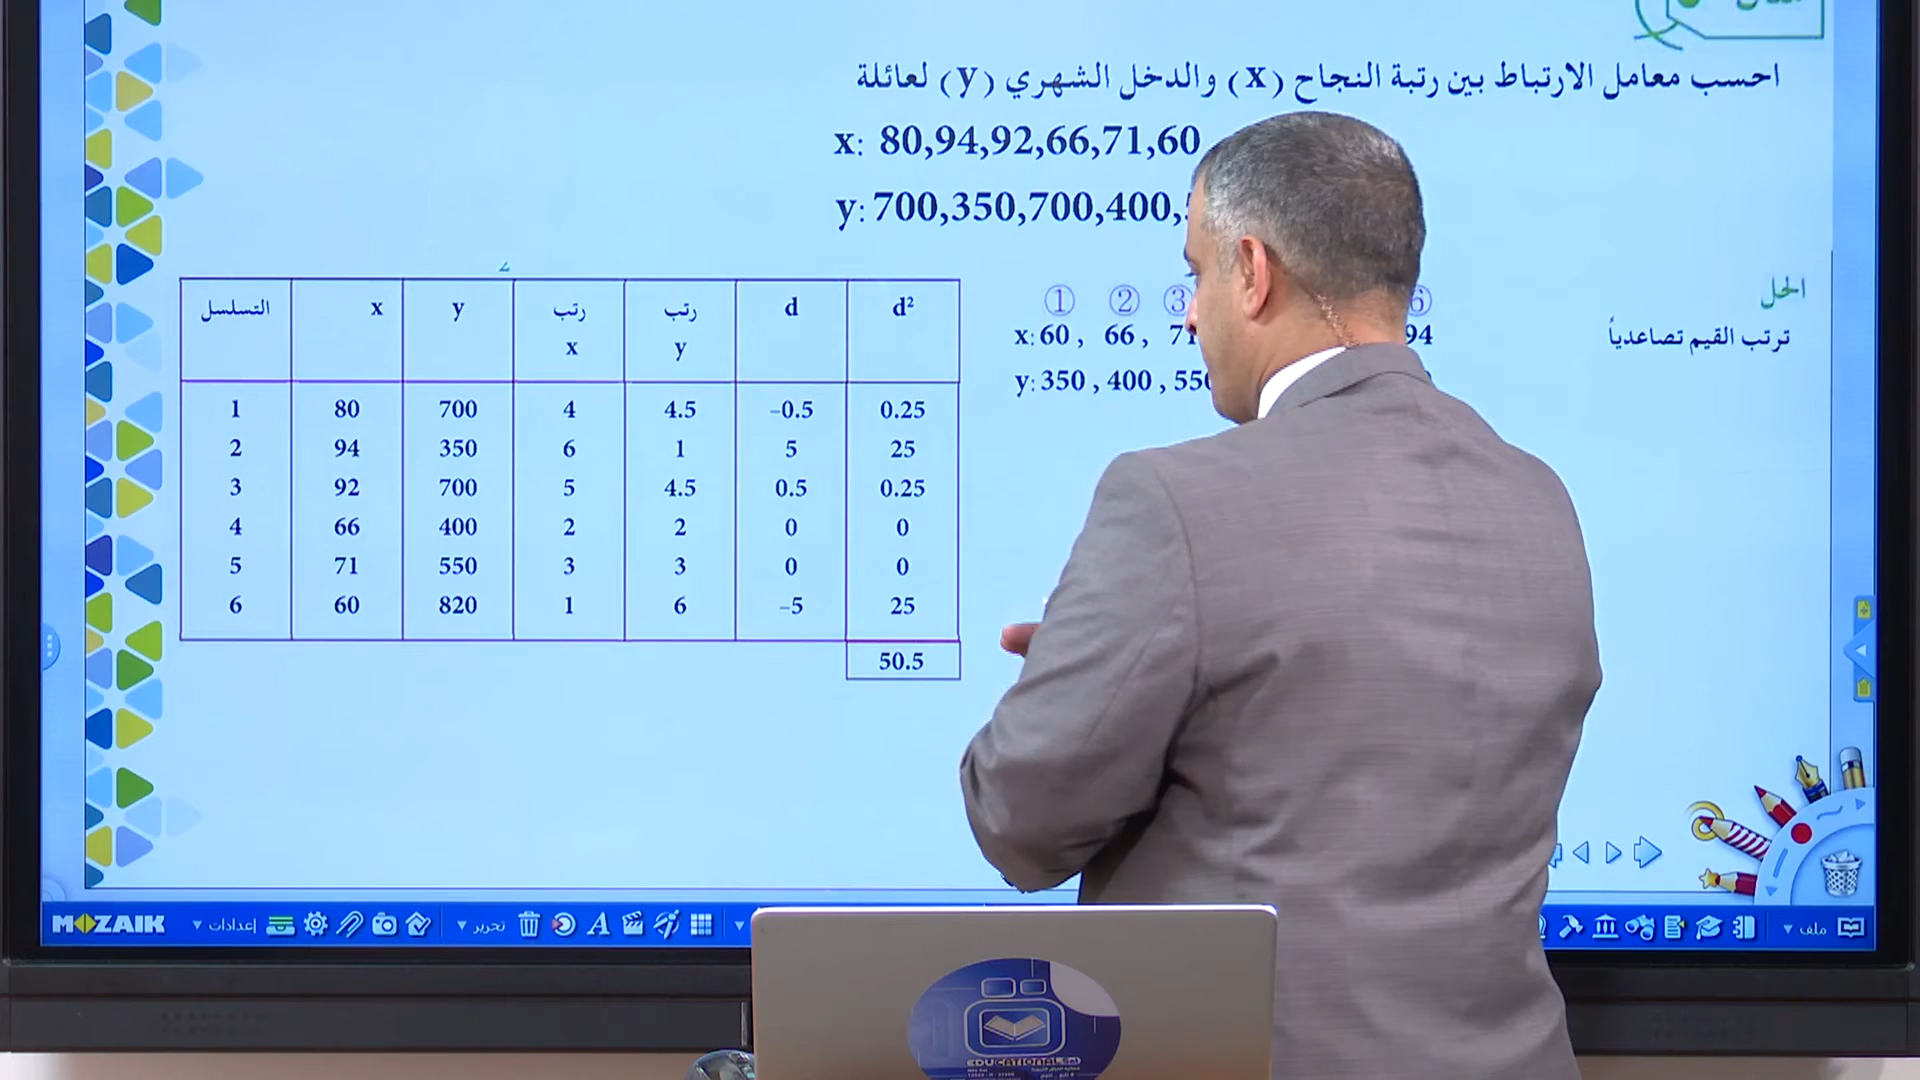 مثال
احسب معامل الارتباط بين رتبة النجاح (x) والدخل الشهري (y) لعائلة
x: 80,94,92,66,71,60
y: 700,350,700,400,
الحل
① ② ③ ⑥
ترتب القيم تصاعدياً
x: 60 , 66 , 71 94
y: 350 , 400 , 550
التسلسل x y رتب x رتب y d d²
1 80 700 4 4.5 –0.5 0.25
2 94 350 6 1 5 25
3 92 700 5 4.5 0.5 0.25
4 66 400 2 2 0 0
5 71 550 3 3 0 0
6 60 820 1 6 –5 25
50.5
MOZAIK إعدادات تحرير ملف
EDUCATIONAL